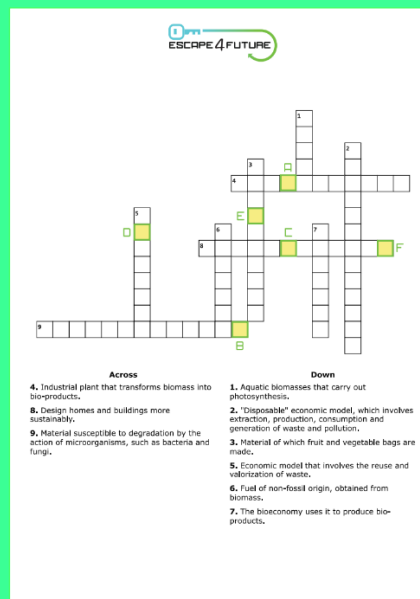 ESCAPE4FUTURE
1
2
3
A
4
5
E
D
6
C
7
8
F
9
B
Across
4. Industrial plant that transforms biomass into
bio-products.
8. Design homes and buildings more
sustainably.
9. Material susceptible to degradation by the
action of microorganisms, such as bacteria and
fungi.
Down
1. Aquatic biomasses that carry out
photosynthesis.
2. "Disposable" economic model, which involves
extraction, production, consumption and
generation of waste and pollution.
3. Material of which fruit and vegetable bags are
made.
5. Economic model that involves the reuse and
valorization of waste.
6. Fuel of non-fossil origin, obtained from
biomass.
7. The bioeconomy uses it to produce bio-
products.